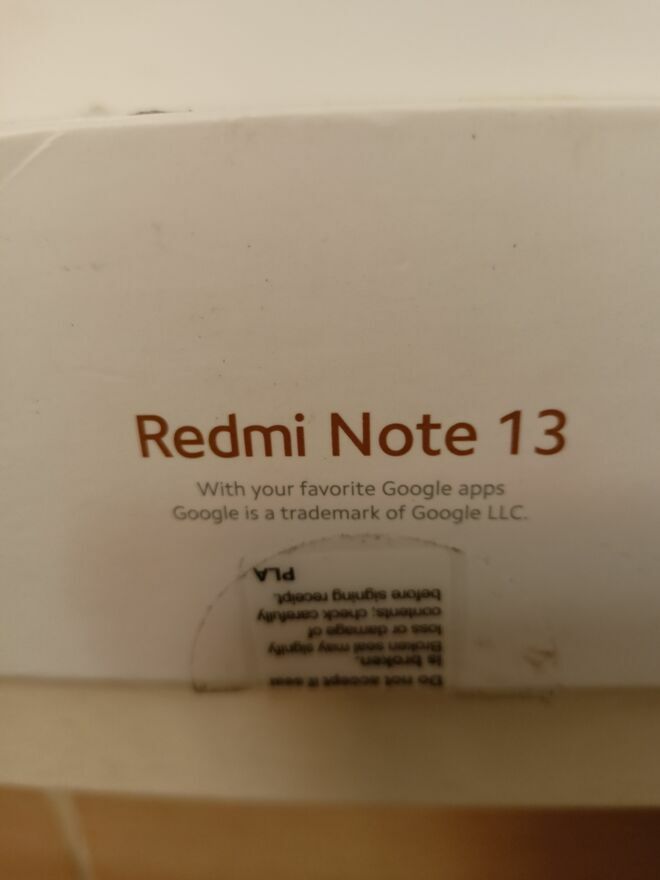 Redmi Note 13
With your favorite Google apps
Google is a trademark of Google LLC.
Do not accept if seal
is broken.
Broken seal may signify
loss or damage of
contents; check carefully
before signing receipt.
PLA